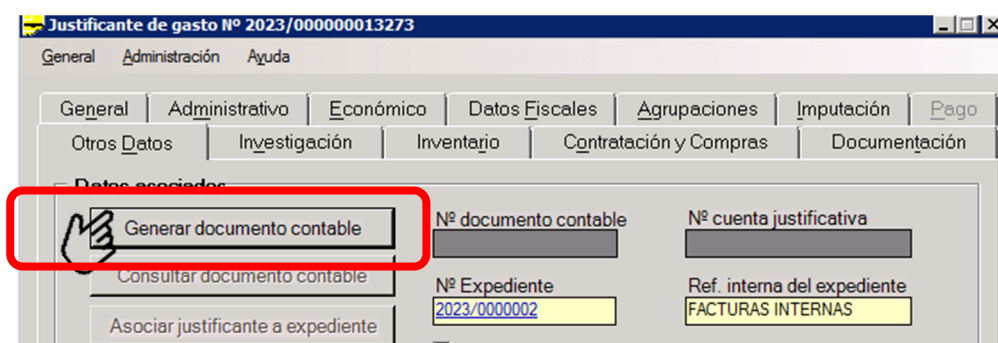 Justificante de gasto Nº 2023/000000013273
General Administración Ayuda
General Administrativo Económico Datos Fiscales Agrupaciones Imputación Pago
Otros Datos Investigación Inventario Contratación y Compras Documentación
Datos asociados
Generar documento contable
Nº documento contable
Nº cuenta justificativa
Consultar documento contable
Nº Expediente
Ref. interna del expediente
2023/0000002
FACTURAS INTERNAS
Asociar justificante a expediente